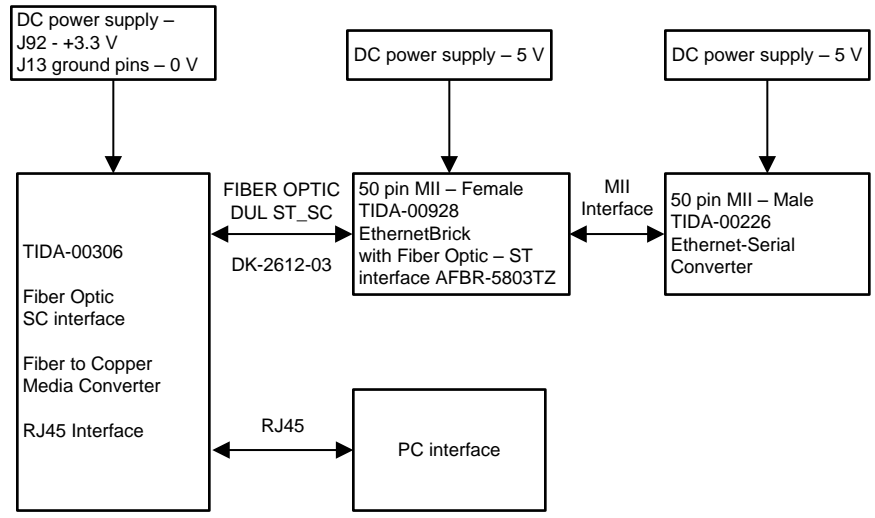 DC power supply –
J92 - +3.3 V
J13 ground pins – 0 V
DC power supply – 5 V
DC power supply – 5 V
TIDA-00306
Fiber Optic
SC interface
Fiber to Copper
Media Converter
RJ45 Interface
FIBER OPTIC
DUL ST_SC
DK-2612-03
50 pin MII – Female
TIDA-00928
EthernetBrick
with Fiber Optic – ST
interface AFBR-5803TZ
MII
Interface
50 pin MII – Male
TIDA-00226
Ethernet-Serial
Converter
RJ45
PC interface